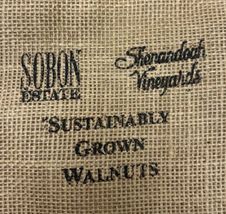 SOBON
ESTATE
Shenandoah
Vineyards
"SUSTAINABLY
GROWN
WALNUTS